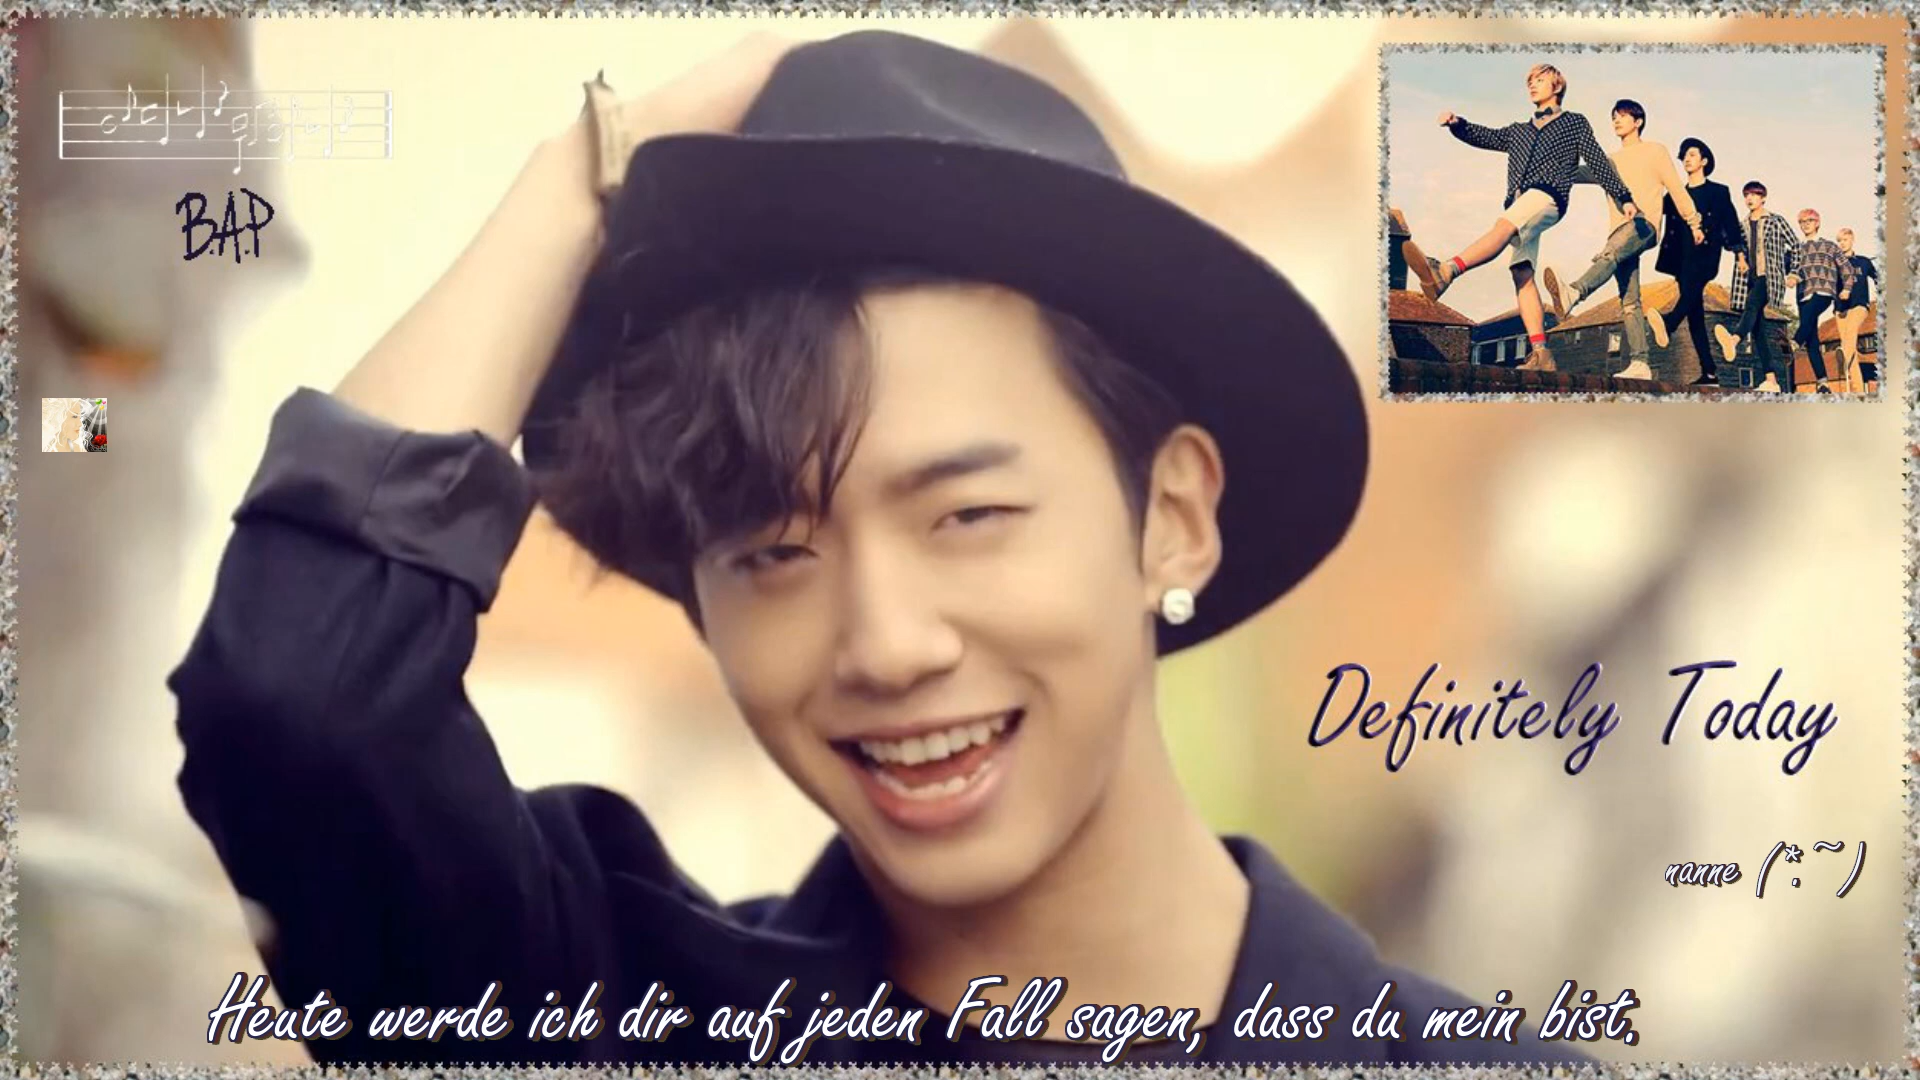 B.A.P
Definitely Today
nanne (*.~)
Heute werde ich dir auf jeden Fall sagen, dass du mein bist.